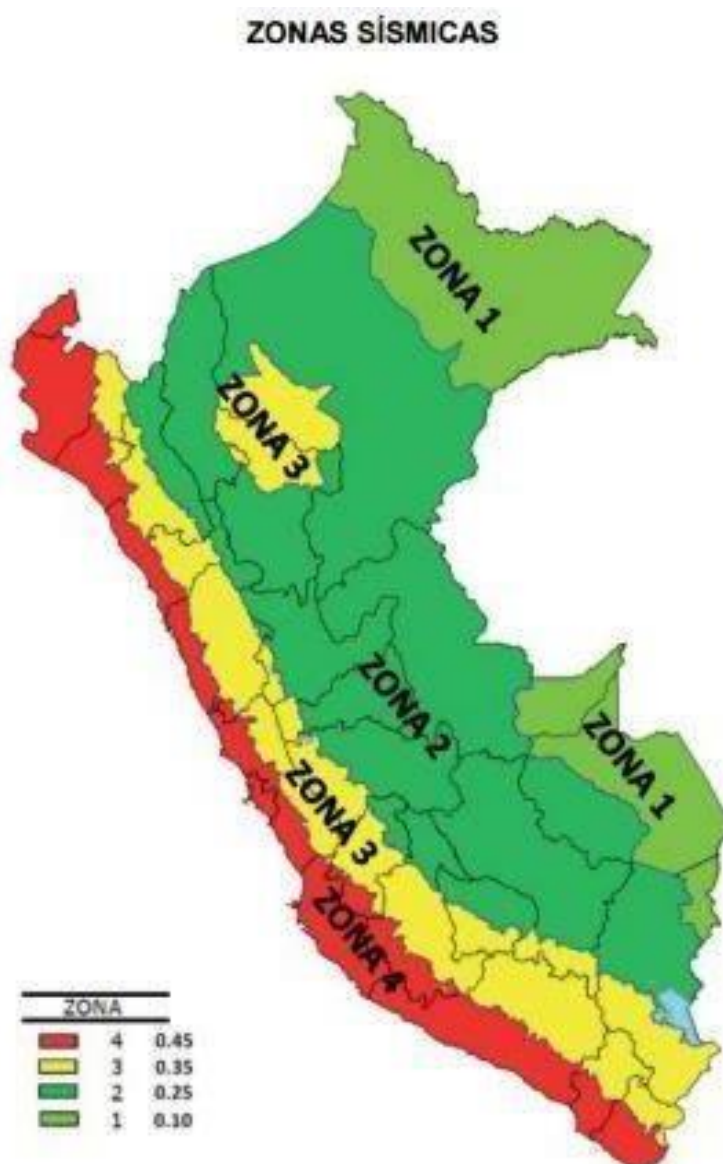 ZONAS SÍSMICAS
ZONA 1
ZONA 3
ZONA 2
ZONA 1
ZONA 3
ZONA 4
ZONA
4 0.45
3 0.35
2 0.25
1 0.10